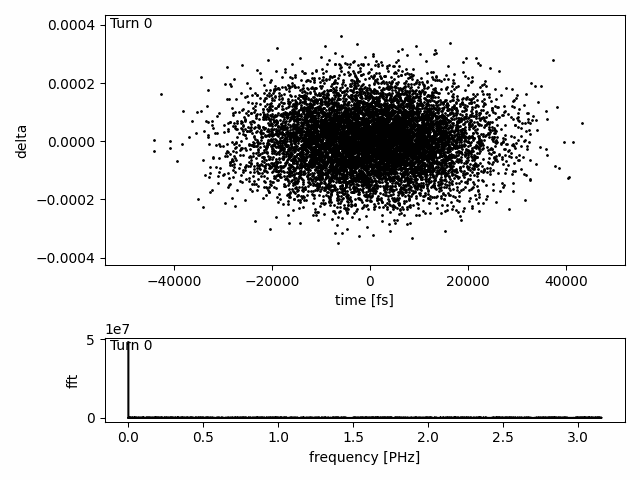 Turn 0
0.0004
0.0002
0.0000
−0.0002
−0.0004
delta
−40000 −20000 0 20000 40000
time [fs]
1e7
Turn 0
5
0
fft
0.0 0.5 1.0 1.5 2.0 2.5 3.0
frequency [PHz]